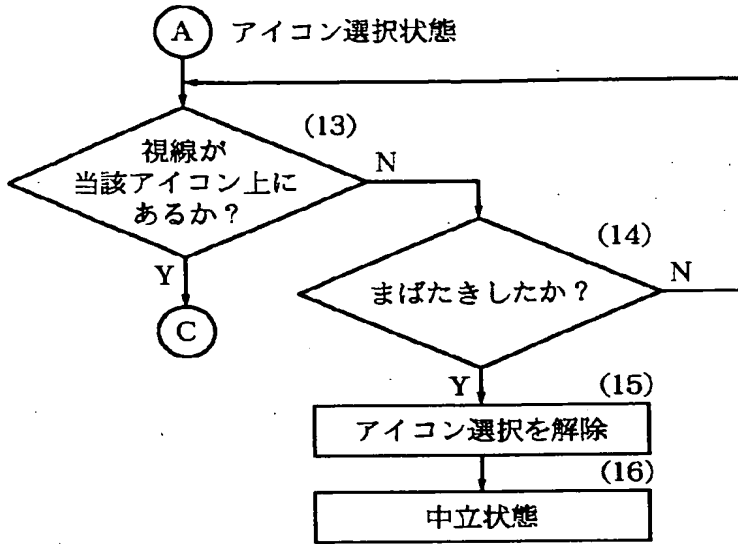 A アイコン選択状態
(13)
視線が
当該アイコン上に
あるか？
N
Y
C
(14)
まばたきしたか？
N
Y
(15)
アイコン選択を解除
(16)
中立状態